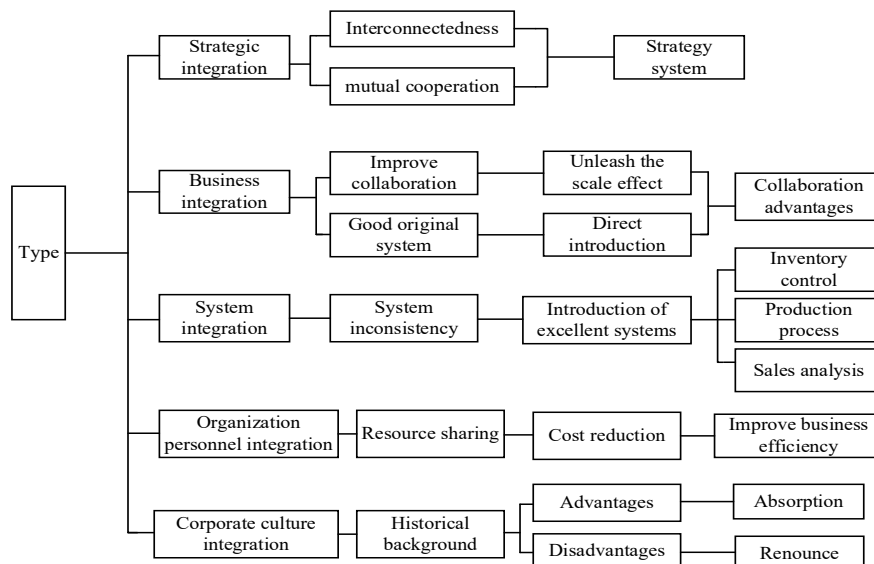 Type
Strategic
integration
Interconnectedness
mutual cooperation
Strategy
system
Business
integration
Improve
collaboration
Unleash the
scale effect
Good original
system
Direct
introduction
Collaboration
advantages
System
integration
System
inconsistency
Introduction of
excellent systems
Inventory
control
Production
process
Sales analysis
Organization
personnel integration
Resource sharing
Cost reduction
Improve business
efficiency
Corporate culture
integration
Historical
background
Advantages
Absorption
Disadvantages
Renounce